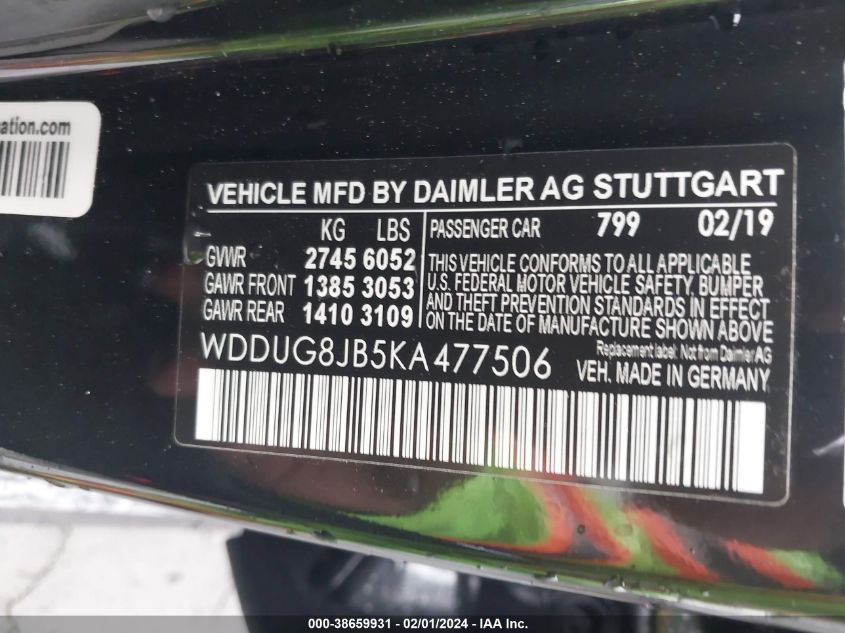 ation.com
VEHICLE MFD BY DAIMLER AG STUTTGART
KG LBS
GVWR 2745 6052
GAWR FRONT 1385 3053
GAWR REAR 1410 3109
PASSENGER CAR 799 02/19
THIS VEHICLE CONFORMS TO ALL APPLICABLE
U.S. FEDERAL MOTOR VEHICLE SAFETY, BUMPER
AND THEFT PREVENTION STANDARDS IN EFFECT
ON THE DATE OF MANUFACTURE SHOWN ABOVE
Replacement label: Not from Daimler AG
WDDUG8JB5KA477506 VEH. MADE IN GERMANY
000-38659931 - 02/01/2024 - IAA Inc.